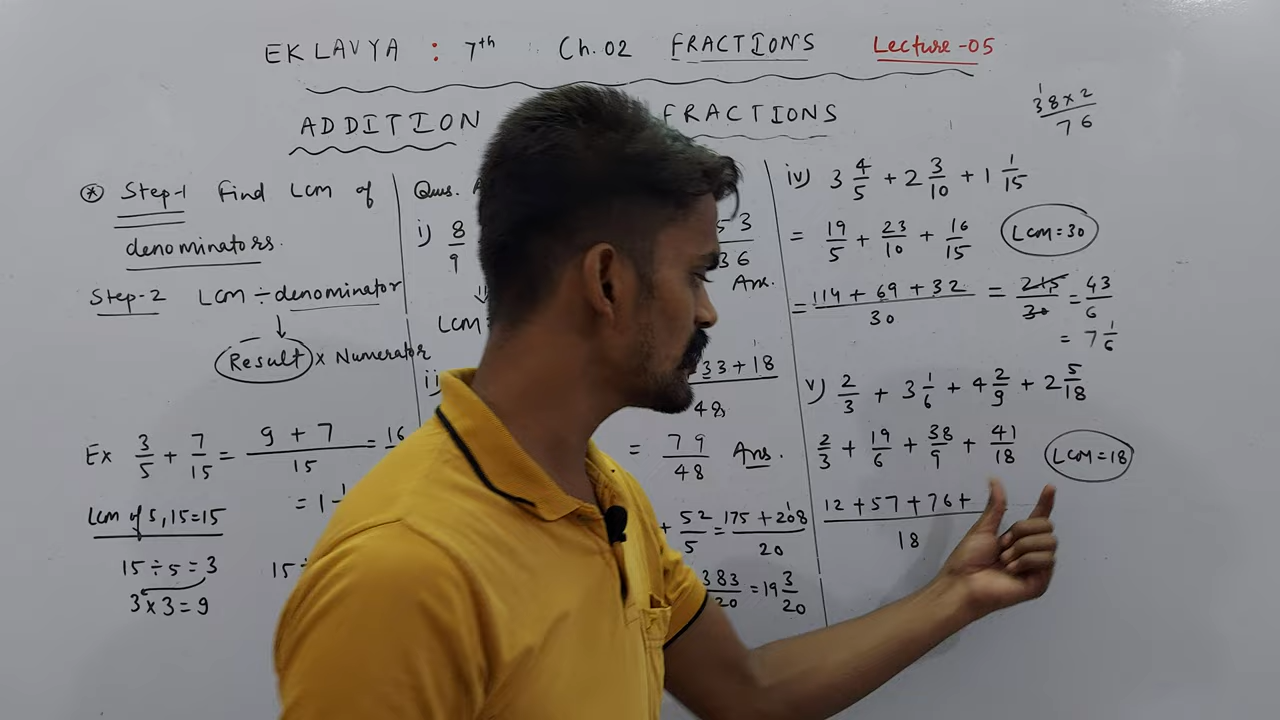 EKLAVYA : 7th Ch. 02 FRACTIONS Lecture -05
ADDITION FRACTIONS
38 x 2
76
⊛ Step-1 Find LCM of
denominators.
Step-2 LCM ÷ denominator
↓
Result x Numerator
Ex 3/5 + 7/15 = 9 + 7/15 = 16
= 1
Lcm of 5, 15 = 15
15 ÷ 5 = 3
3 x 3 = 9
15 ÷
Ques.
i) 8/9
53/36
Ans.
LCM
ii)
33 + 18
48
= 79/48 Ans.
+ 52/5 = 175 + 208/20
383/20 = 19 3/20
iv) 3 4/5 + 2 3/10 + 1 1/15
= 19/5 + 23/10 + 16/15 LCM = 30
= 114 + 69 + 32/30 = 215/30 = 43/6
= 7 1/6
v) 2/3 + 3 1/6 + 4 2/9 + 2 5/18
2/3 + 19/6 + 38/9 + 41/18 LCM = 18
12 + 57 + 76 +
18